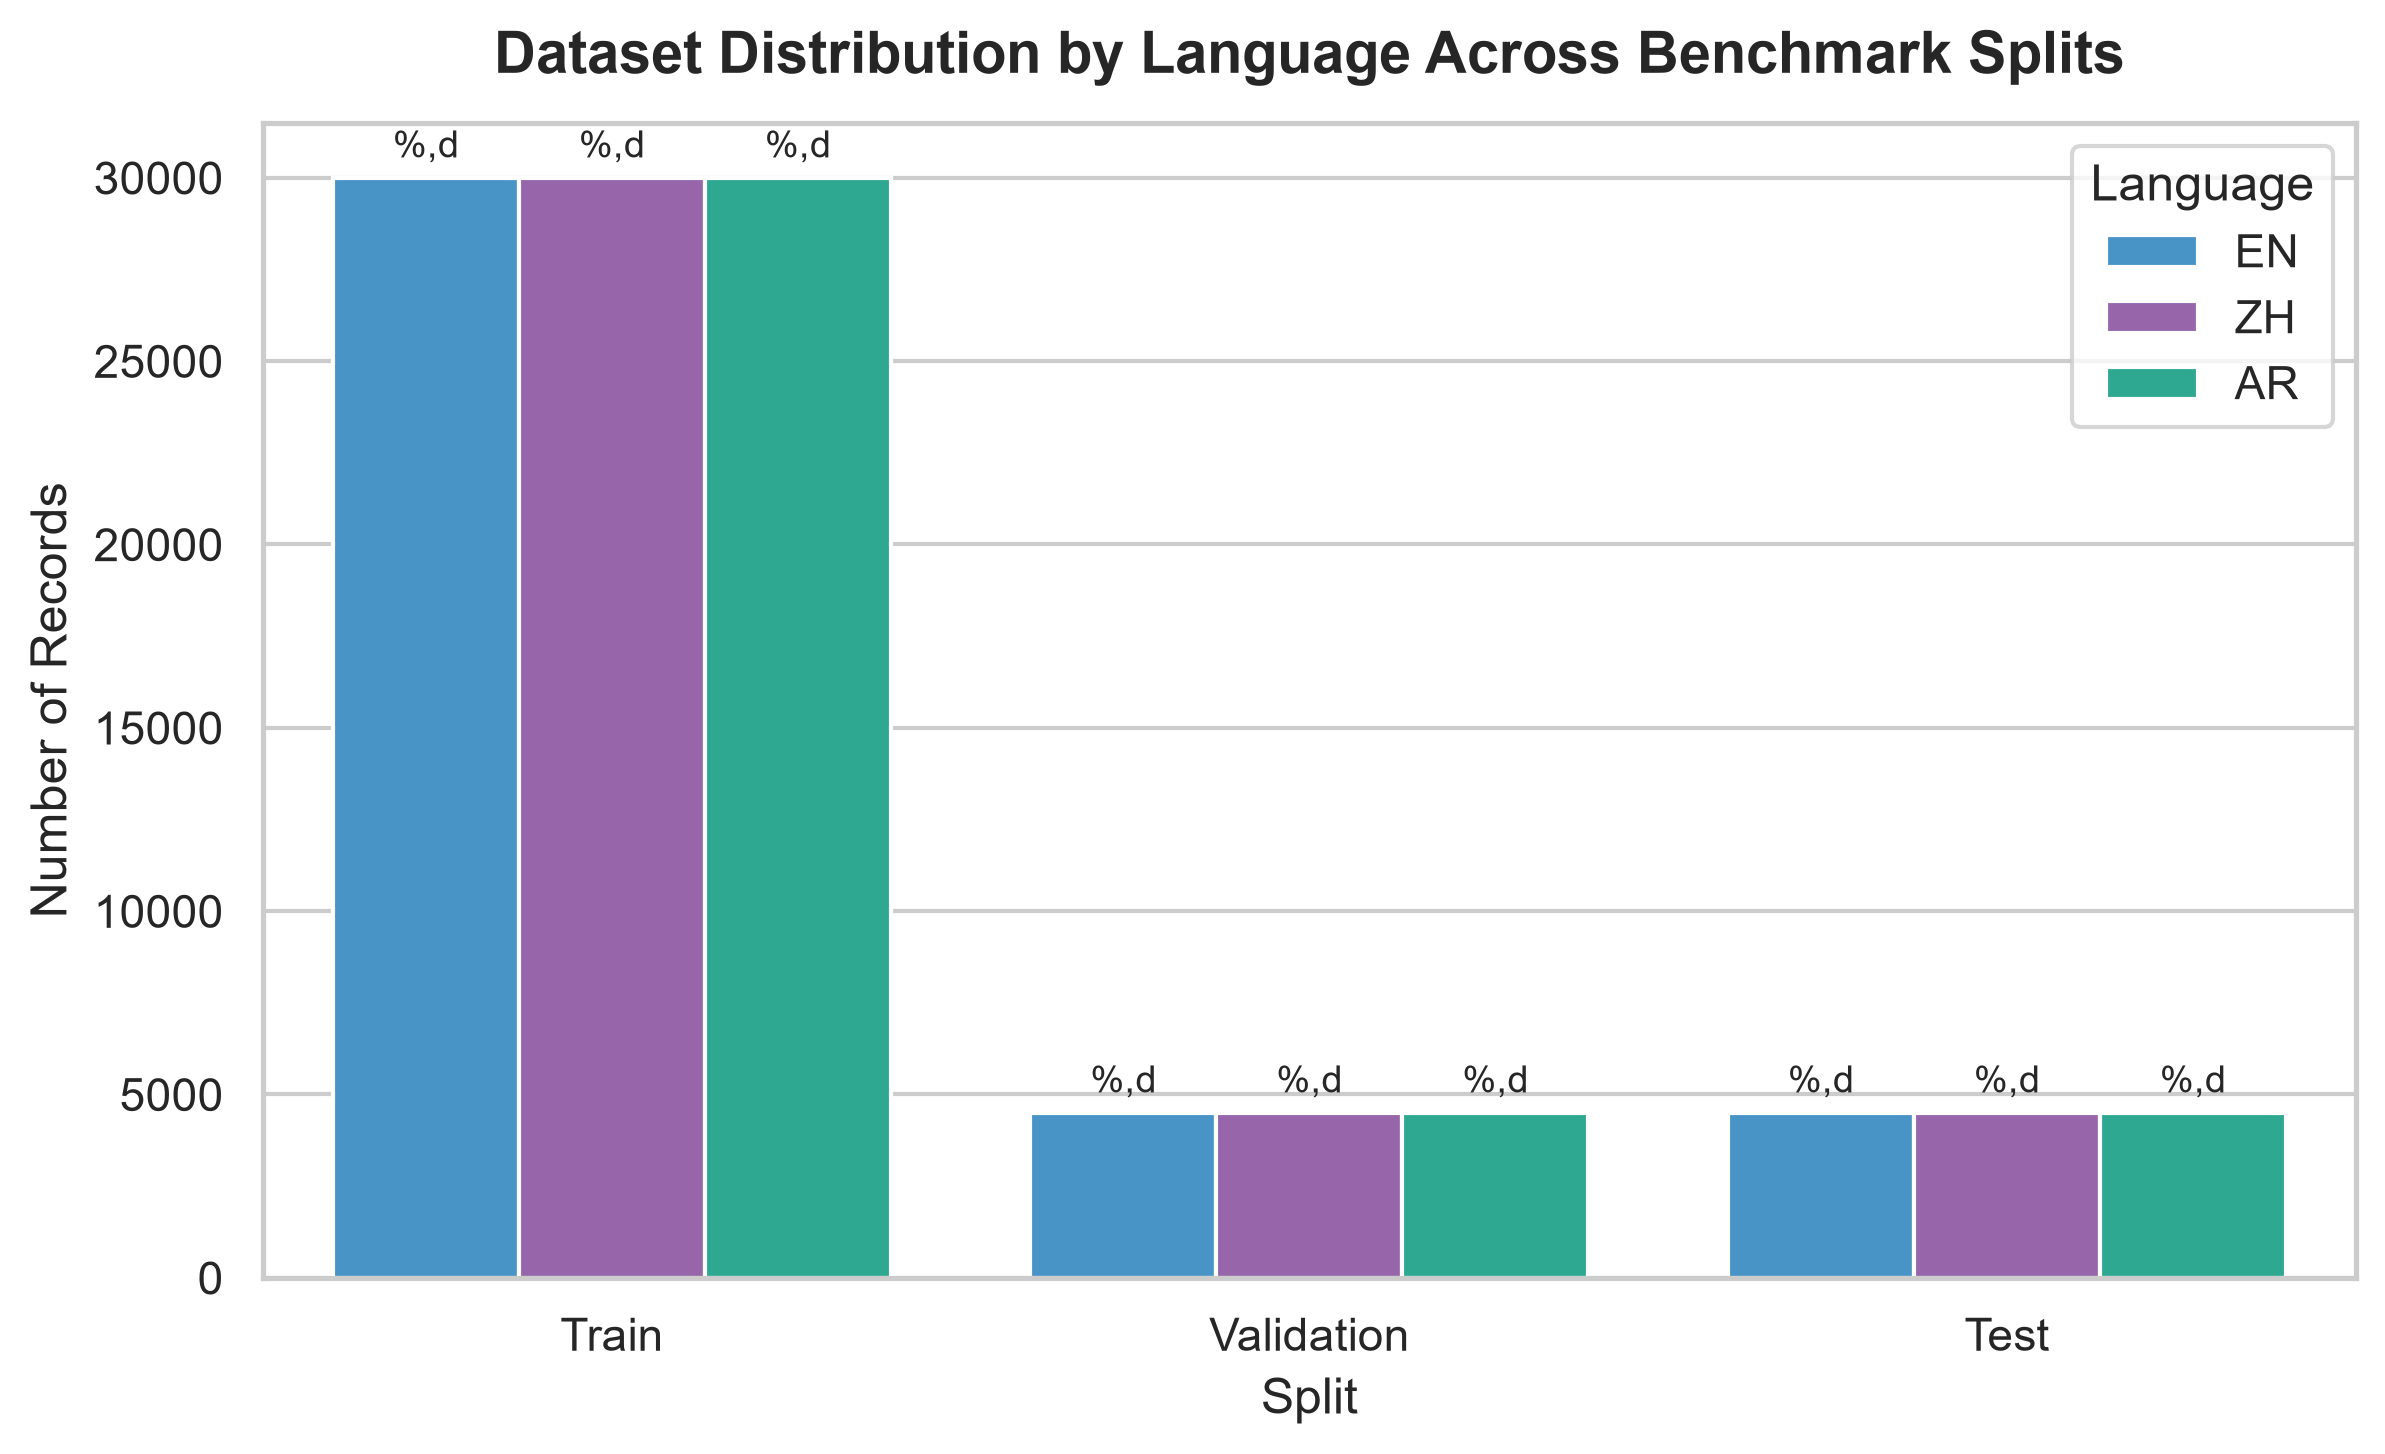 Dataset Distribution by Language Across Benchmark Splits
%,d %,d %,d
30000
25000
20000
15000
10000
5000
0
Number of Records
Language
EN
ZH
AR
%,d %,d %,d
%,d %,d %,d
Train Validation Test
Split